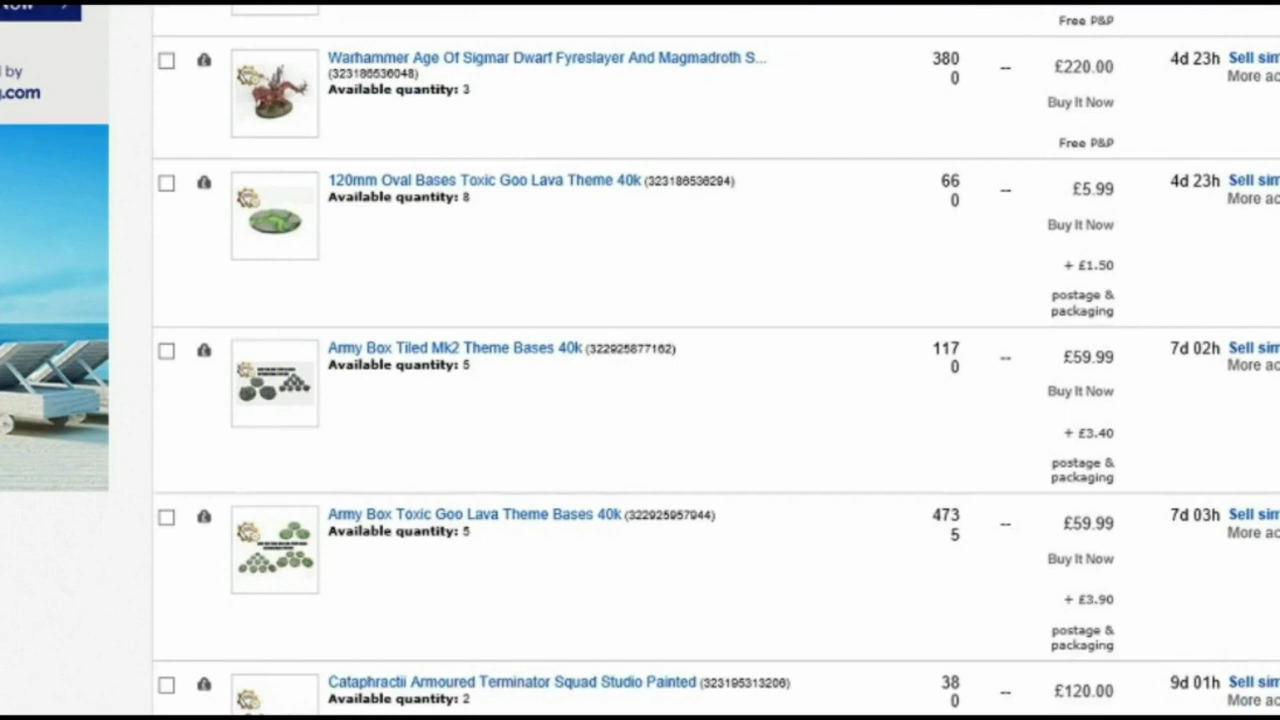 Free P&P
Warhammer Age Of Sigmar Dwarf Fyreslayer And Magmadroth S...
(323186536048)
Available quantity: 3
380
0
--
£220.00
Buy It Now
Free P&P
4d 23h
Sell sim
More ac
l by
g.com
120mm Oval Bases Toxic Goo Lava Theme 40k (323186536294)
Available quantity: 8
66
0
--
£5.99
Buy It Now
+ £1.50
postage &
packaging
4d 23h
Sell sim
More ac
Army Box Tiled Mk2 Theme Bases 40k (322925877162)
Available quantity: 5
117
0
--
£59.99
Buy It Now
+ £3.40
postage &
packaging
7d 02h
Sell sim
More ac
Army Box Toxic Goo Lava Theme Bases 40k (322925957944)
Available quantity: 5
473
5
--
£59.99
Buy It Now
+ £3.90
postage &
packaging
7d 03h
Sell sim
More ac
Cataphractii Armoured Terminator Squad Studio Painted (323195313206)
Available quantity: 2
38
0
--
£120.00
9d 01h
Sell sim
More ac